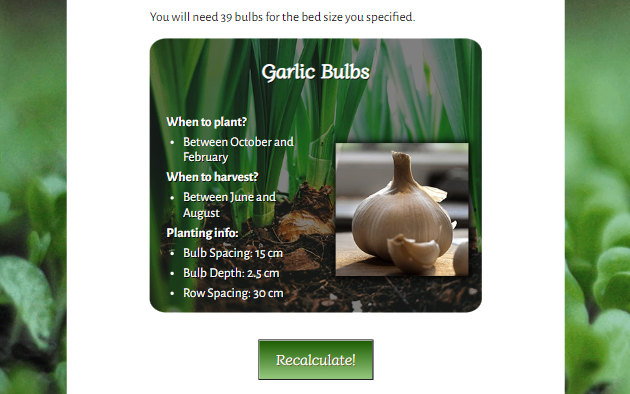 You will need 39 bulbs for the bed size you specified.
Garlic Bulbs
When to plant?
• Between October and
February
When to harvest?
• Between June and
August
Planting info:
• Bulb Spacing: 15 cm
• Bulb Depth: 2.5 cm
• Row Spacing: 30 cm
Recalculate!